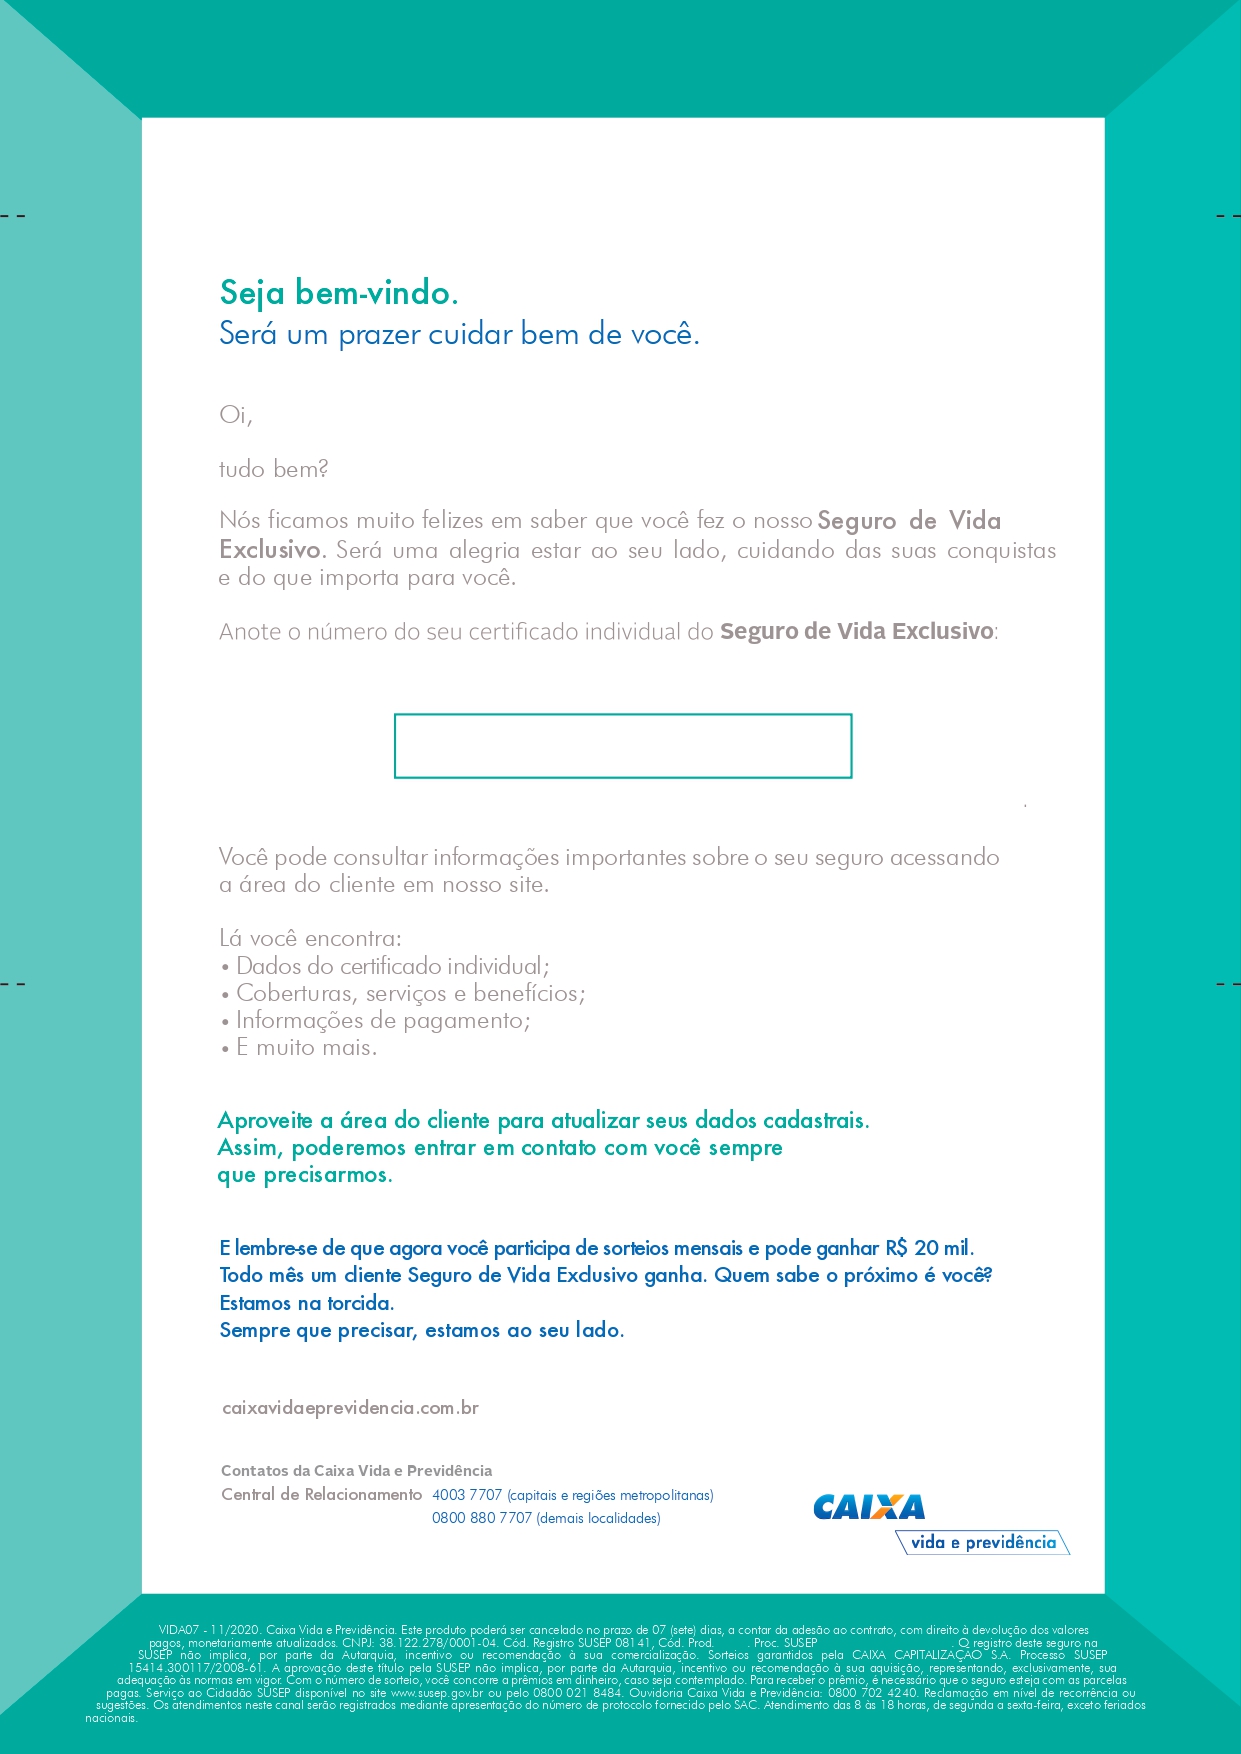 Seja bem-vindo.
Será um prazer cuidar bem de você.
Oi,
tudo bem?
Nós ficamos muito felizes em saber que você fez o nosso Seguro de Vida
Exclusivo. Será uma alegria estar ao seu lado, cuidando das suas conquistas
e do que importa para você.
Anote o número do seu certificado individual do Seguro de Vida Exclusivo:
Você pode consultar informações importantes sobre o seu seguro acessando
a área do cliente em nosso site.
Lá você encontra:
• Dados do certificado individual;
• Coberturas, serviços e benefícios;
• Informações de pagamento;
• E muito mais.
Aproveite a área do cliente para atualizar seus dados cadastrais.
Assim, poderemos entrar em contato com você sempre
que precisarmos.
E lembre-se de que agora você participa de sorteios mensais e pode ganhar R$ 20 mil.
Todo mês um cliente Seguro de Vida Exclusivo ganha. Quem sabe o próximo é você?
Estamos na torcida.
Sempre que precisar, estamos ao seu lado.
caixavidaeprevidencia.com.br
Contatos da Caixa Vida e Previdência
Central de Relacionamento 4003 7707 (capitais e regiões metropolitanas)
0800 880 7707 (demais localidades)
CAIXA
vida e previdência
VIDA07 - 11/2020. Caixa Vida e Previdência. Este produto poderá ser cancelado no prazo de 07 (sete) dias, a contar da adesão ao contrato, com direito à devolução dos valores
pagos, monetariamente atualizados. CNPJ: 38.122.278/0001-04. Cód. Registro SUSEP 08141, Cód. Prod. . Proc. SUSEP . O registro deste seguro na
SUSEP não implica, por parte da Autarquia, incentivo ou recomendação à sua comercialização. Sorteios garantidos pela CAIXA CAPITALIZAÇÃO S.A. Processo SUSEP
15414.300117/2008-61. A aprovação deste título pela SUSEP não implica, por parte da Autarquia, incentivo ou recomendação à sua aquisição, representando, exclusivamente, sua
adequação às normas em vigor. Com o número de sorteio, você concorre a prêmios em dinheiro, caso seja contemplado. Para receber o prêmio, é necessário que o seguro esteja com as parcelas
pagas. Serviço ao Cidadão SUSEP disponível no site www.susep.gov.br ou pelo 0800 021 8484. Ouvidoria Caixa Vida e Previdência: 0800 702 4240. Reclamação em nível de recorrência ou
sugestões. Os atendimentos neste canal serão registrados mediante apresentação do número de protocolo fornecido pelo SAC. Atendimento das 8 às 18 horas, de segunda a sexta-feira, exceto feriados
nacionais.